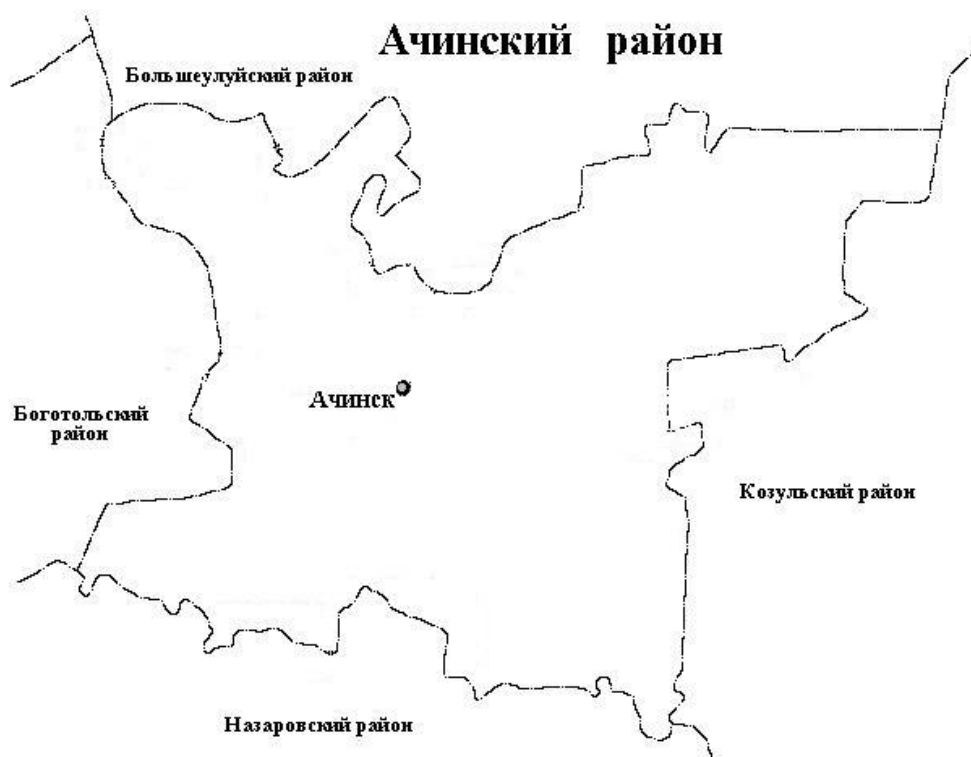 Ачинский район
Большеулуйский район
Ачинск
Боготольский
район
Козульский район
Назаровский район